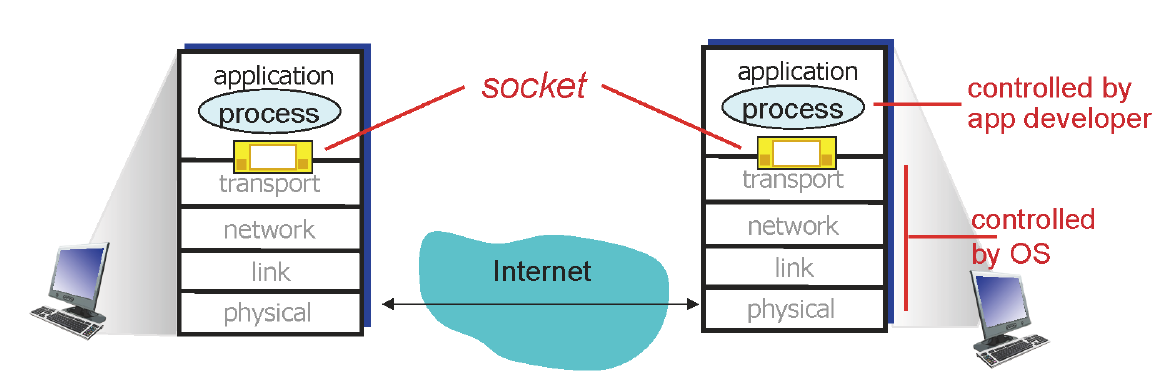 application
process
transport
network
link
physical
socket
Internet
application
process
transport
network
link
physical
controlled by
app developer
controlled
by OS